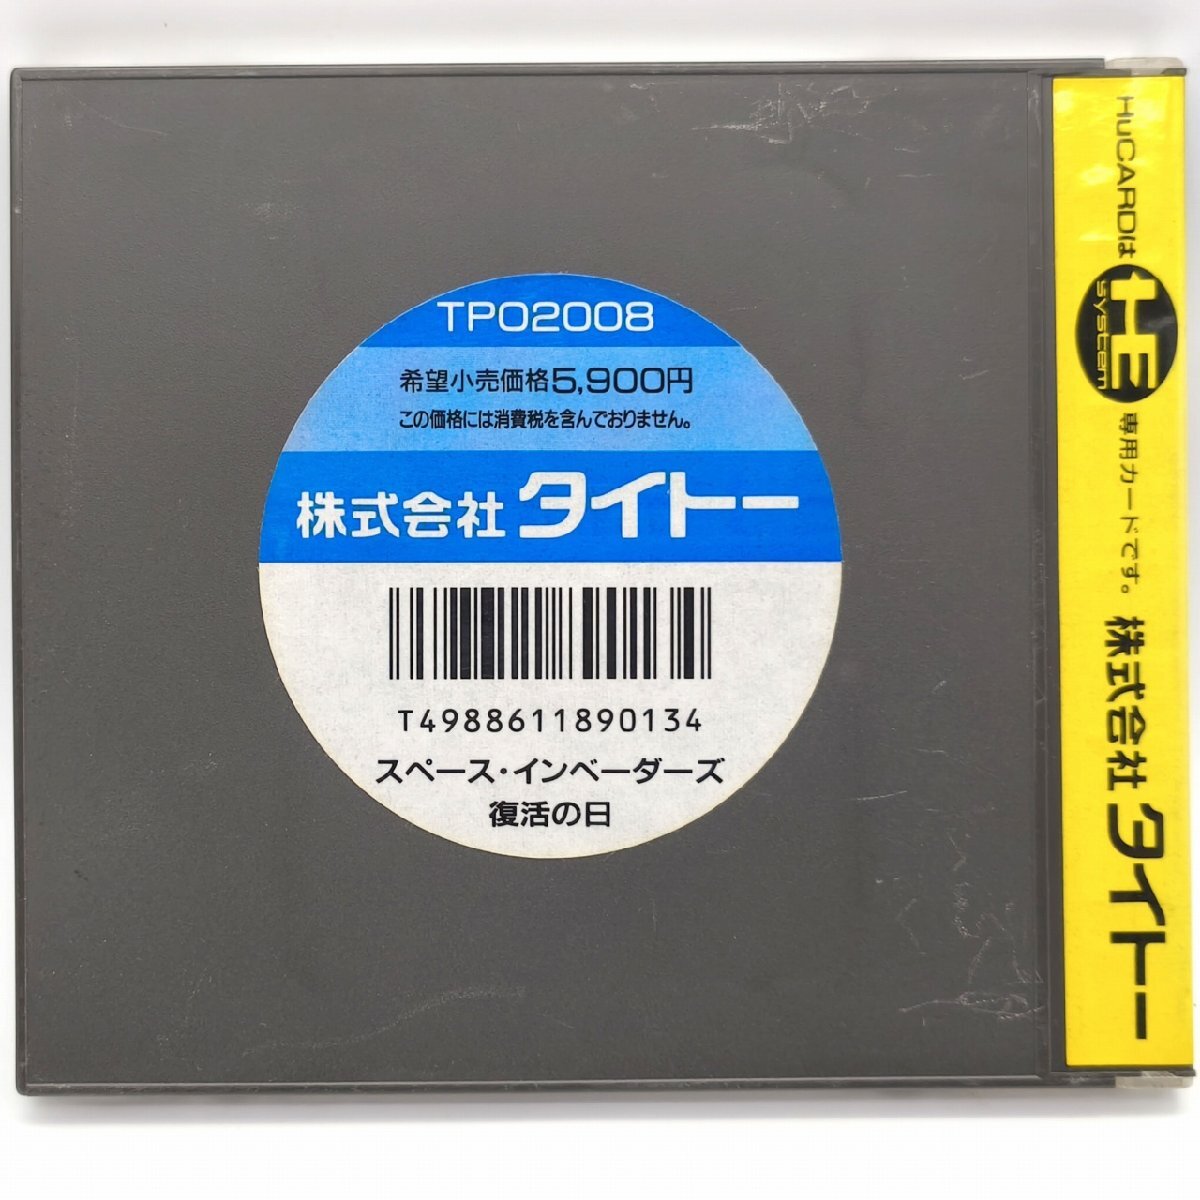 TP02008
希望小売価格5,900円
この価格には消費税を含んでおりません。
株式会社タイトー
T4988611890134
スペース・インベーダーズ
復活の日
HuCARDは HE system 専用カードです。 株式会社タイトー